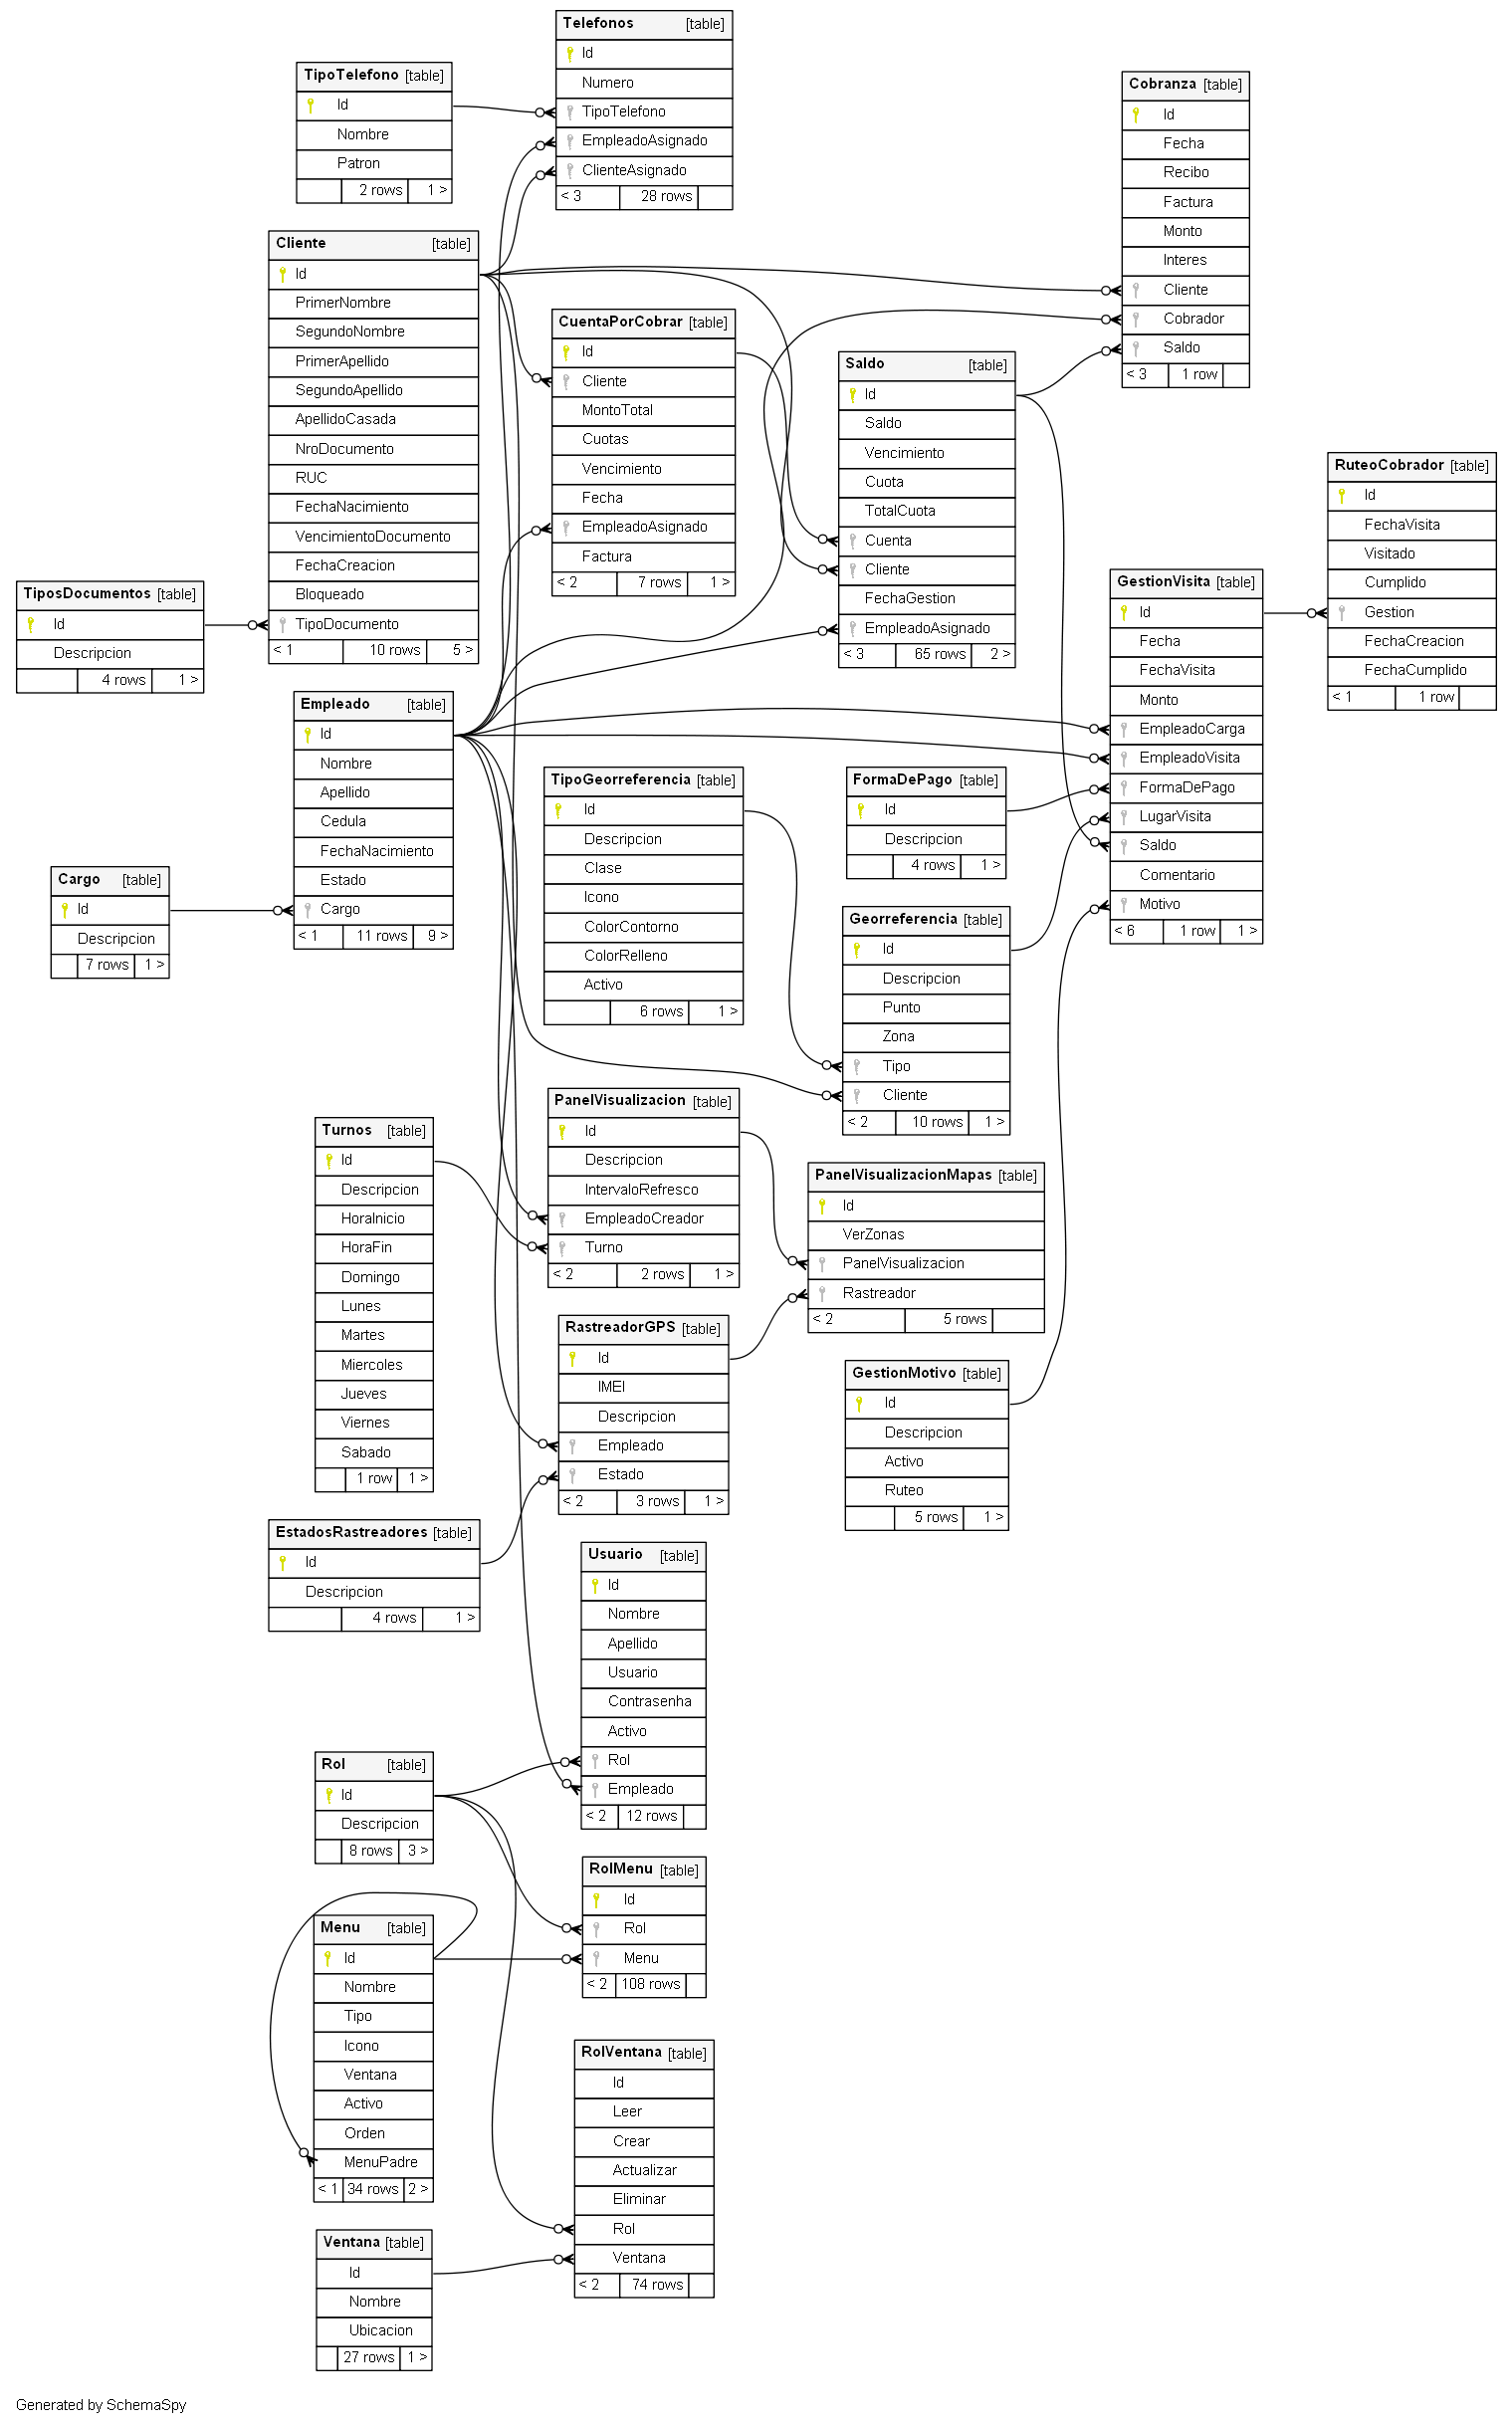 Telefonos [table]
Id
Numero
TipoTelefono
EmpleadoAsignado
ClienteAsignado
< 3 28 rows
TipoTelefono [table]
Id
Nombre
Patron
2 rows 1 >
Cobranza [table]
Id
Fecha
Recibo
Factura
Monto
Interes
Cliente
Cobrador
Saldo
< 3 1 row
Cliente [table]
Id
PrimerNombre
SegundoNombre
PrimerApellido
SegundoApellido
ApellidoCasada
NroDocumento
RUC
FechaNacimiento
VencimientoDocumento
FechaCreacion
Bloqueado
TipoDocumento
< 1 10 rows 5 >
CuentaPorCobrar [table]
Id
Cliente
MontoTotal
Cuotas
Vencimiento
Fecha
EmpleadoAsignado
Factura
< 2 7 rows 1 >
Saldo [table]
Id
Saldo
Vencimiento
Cuota
TotalCuota
Cuenta
Cliente
FechaGestion
EmpleadoAsignado
< 3 65 rows 2 >
RuteoCobrador [table]
Id
FechaVisita
Visitado
Cumplido
Gestion
FechaCreacion
FechaCumplido
< 1 1 row
GestionVisita [table]
Id
Fecha
FechaVisita
Monto
EmpleadoCarga
EmpleadoVisita
FormaDePago
LugarVisita
Saldo
Comentario
Motivo
< 6 1 row 1 >
TiposDocumentos [table]
Id
Descripcion
4 rows 1 >
Empleado [table]
Id
Nombre
Apellido
Cedula
FechaNacimiento
Estado
Cargo
< 1 11 rows 9 >
TipoGeorreferencia [table]
Id
Descripcion
Clase
Icono
ColorContorno
ColorRelleno
Activo
6 rows 1 >
FormaDePago [table]
Id
Descripcion
4 rows 1 >
Cargo [table]
Id
Descripcion
7 rows 1 >
Georreferencia [table]
Id
Descripcion
Punto
Zona
Tipo
Cliente
< 2 10 rows 1 >
PanelVisualizacion [table]
Id
Descripcion
IntervaloRefresco
EmpleadoCreador
Turno
< 2 2 rows 1 >
Turnos [table]
Id
Descripcion
HoraInicio
HoraFin
Domingo
Lunes
Martes
Miercoles
Jueves
Viernes
Sabado
1 row 1 >
PanelVisualizacionMapas [table]
Id
VerZonas
PanelVisualizacion
Rastreador
< 2 5 rows
RastreadorGPS [table]
Id
IMEI
Descripcion
Empleado
Estado
< 2 3 rows 1 >
GestionMotivo [table]
Id
Descripcion
Activo
Ruteo
5 rows 1 >
EstadosRastreadores [table]
Id
Descripcion
4 rows 1 >
Usuario [table]
Id
Nombre
Apellido
Usuario
Contrasenha
Activo
Rol
Empleado
< 2 12 rows
Rol [table]
Id
Descripcion
8 rows 3 >
RolMenu [table]
Id
Rol
Menu
< 2 108 rows
Menu [table]
Id
Nombre
Tipo
Icono
Ventana
Activo
Orden
MenuPadre
< 1 34 rows 2 >
RolVentana [table]
Id
Leer
Crear
Actualizar
Eliminar
Rol
Ventana
< 2 74 rows
Ventana [table]
Id
Nombre
Ubicacion
27 rows 1 >
Generated by SchemaSpy